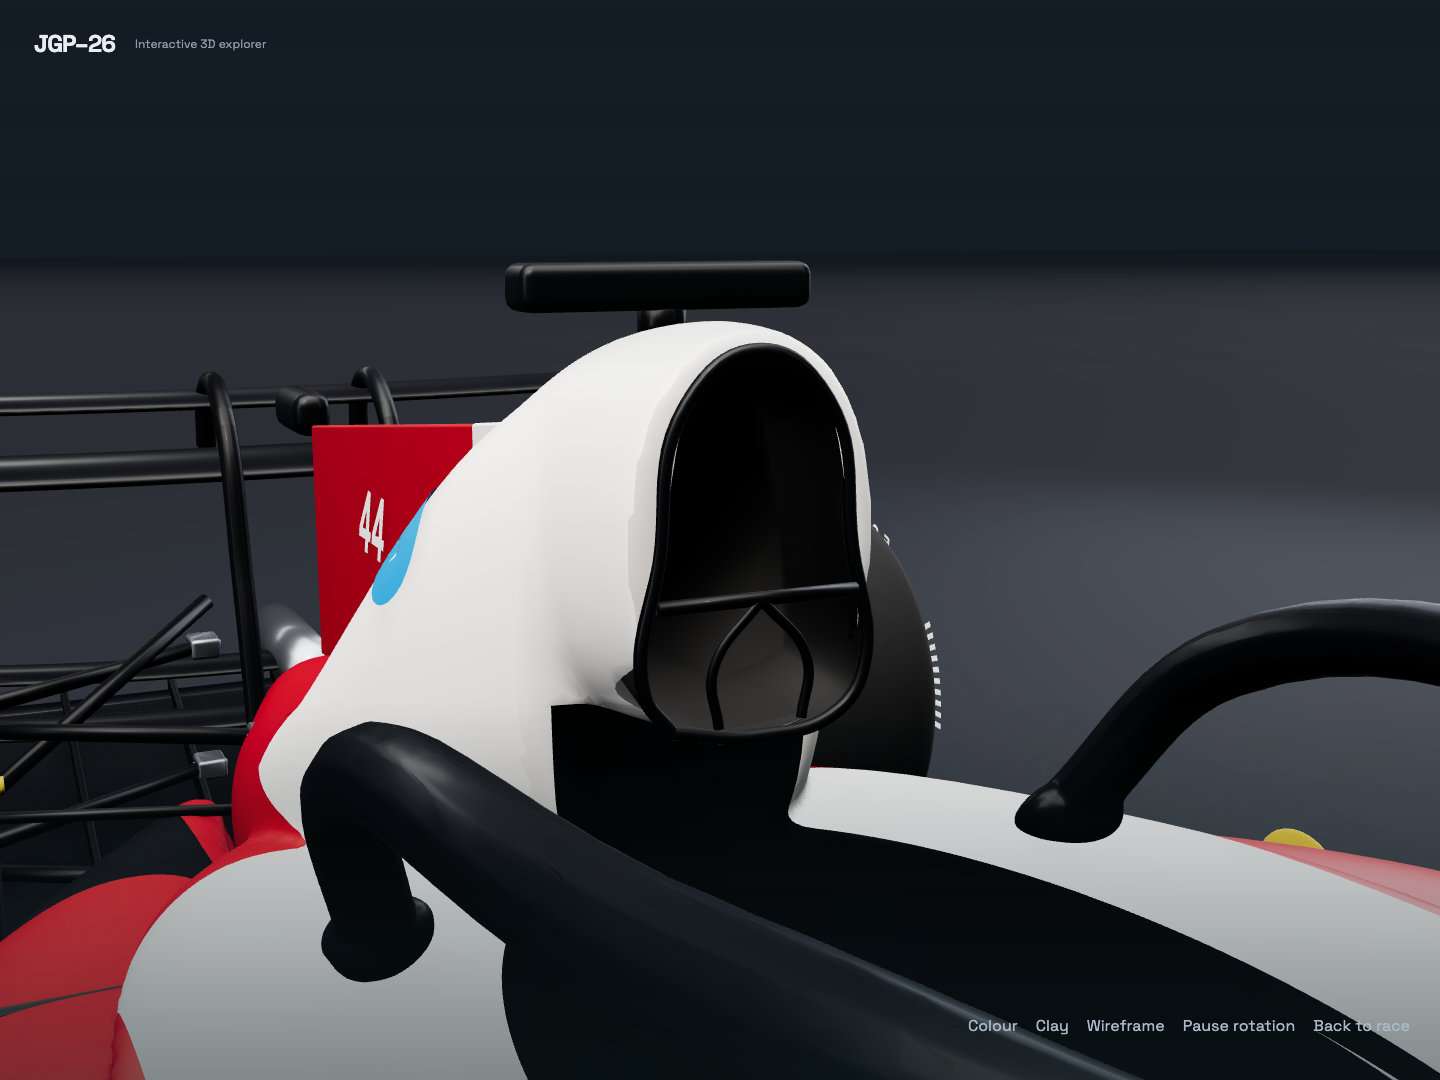 JGP–26 Interactive 3D explorer
44
Colour Clay Wireframe Pause rotation Back to race